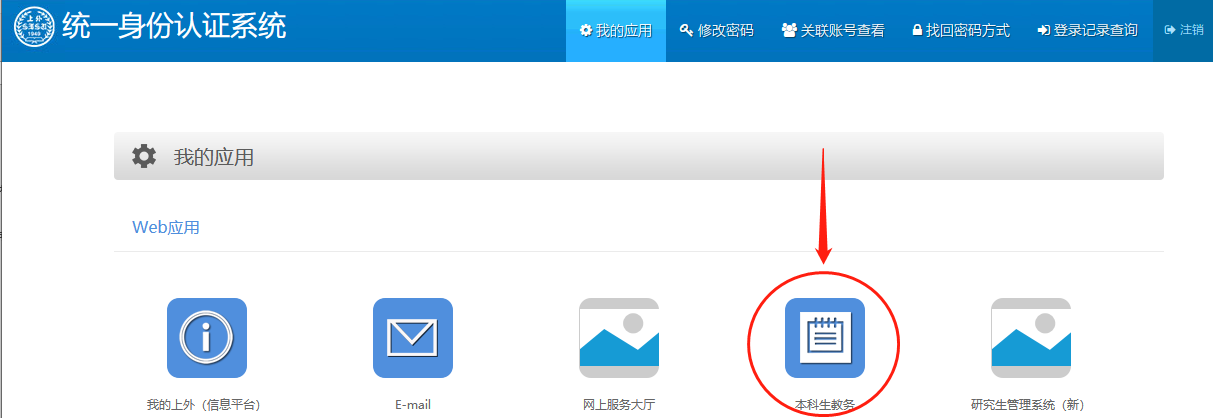 统一身份认证系统
我的应用 修改密码 关联账号查看 找回密码方式 登录记录查询 注销
我的应用
Web应用
我的上外（信息平台） E-mail 网上服务大厅 本科生教务 研究生管理系统（新）